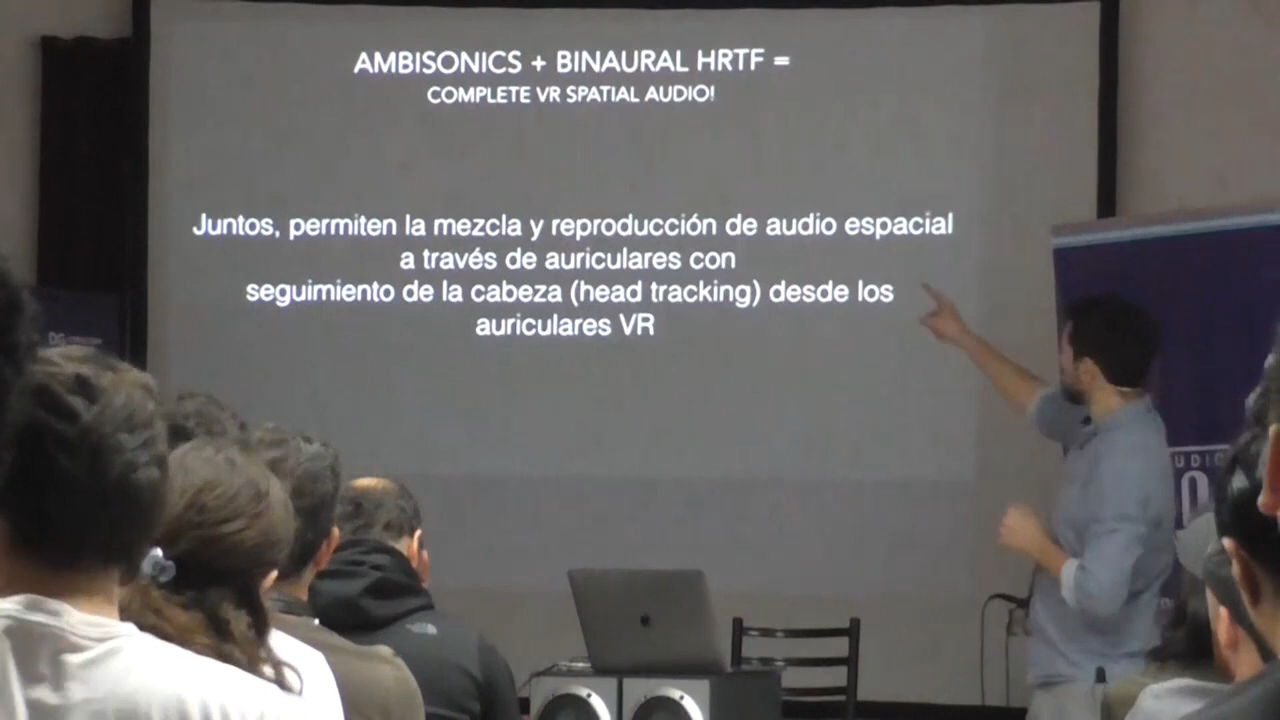 AMBISONICS + BINAURAL HRTF =
COMPLETE VR SPATIAL AUDIO!
Juntos, permiten la mezcla y reproducción de audio espacial
a través de auriculares con
seguimiento de la cabeza (head tracking) desde los
auriculares VR